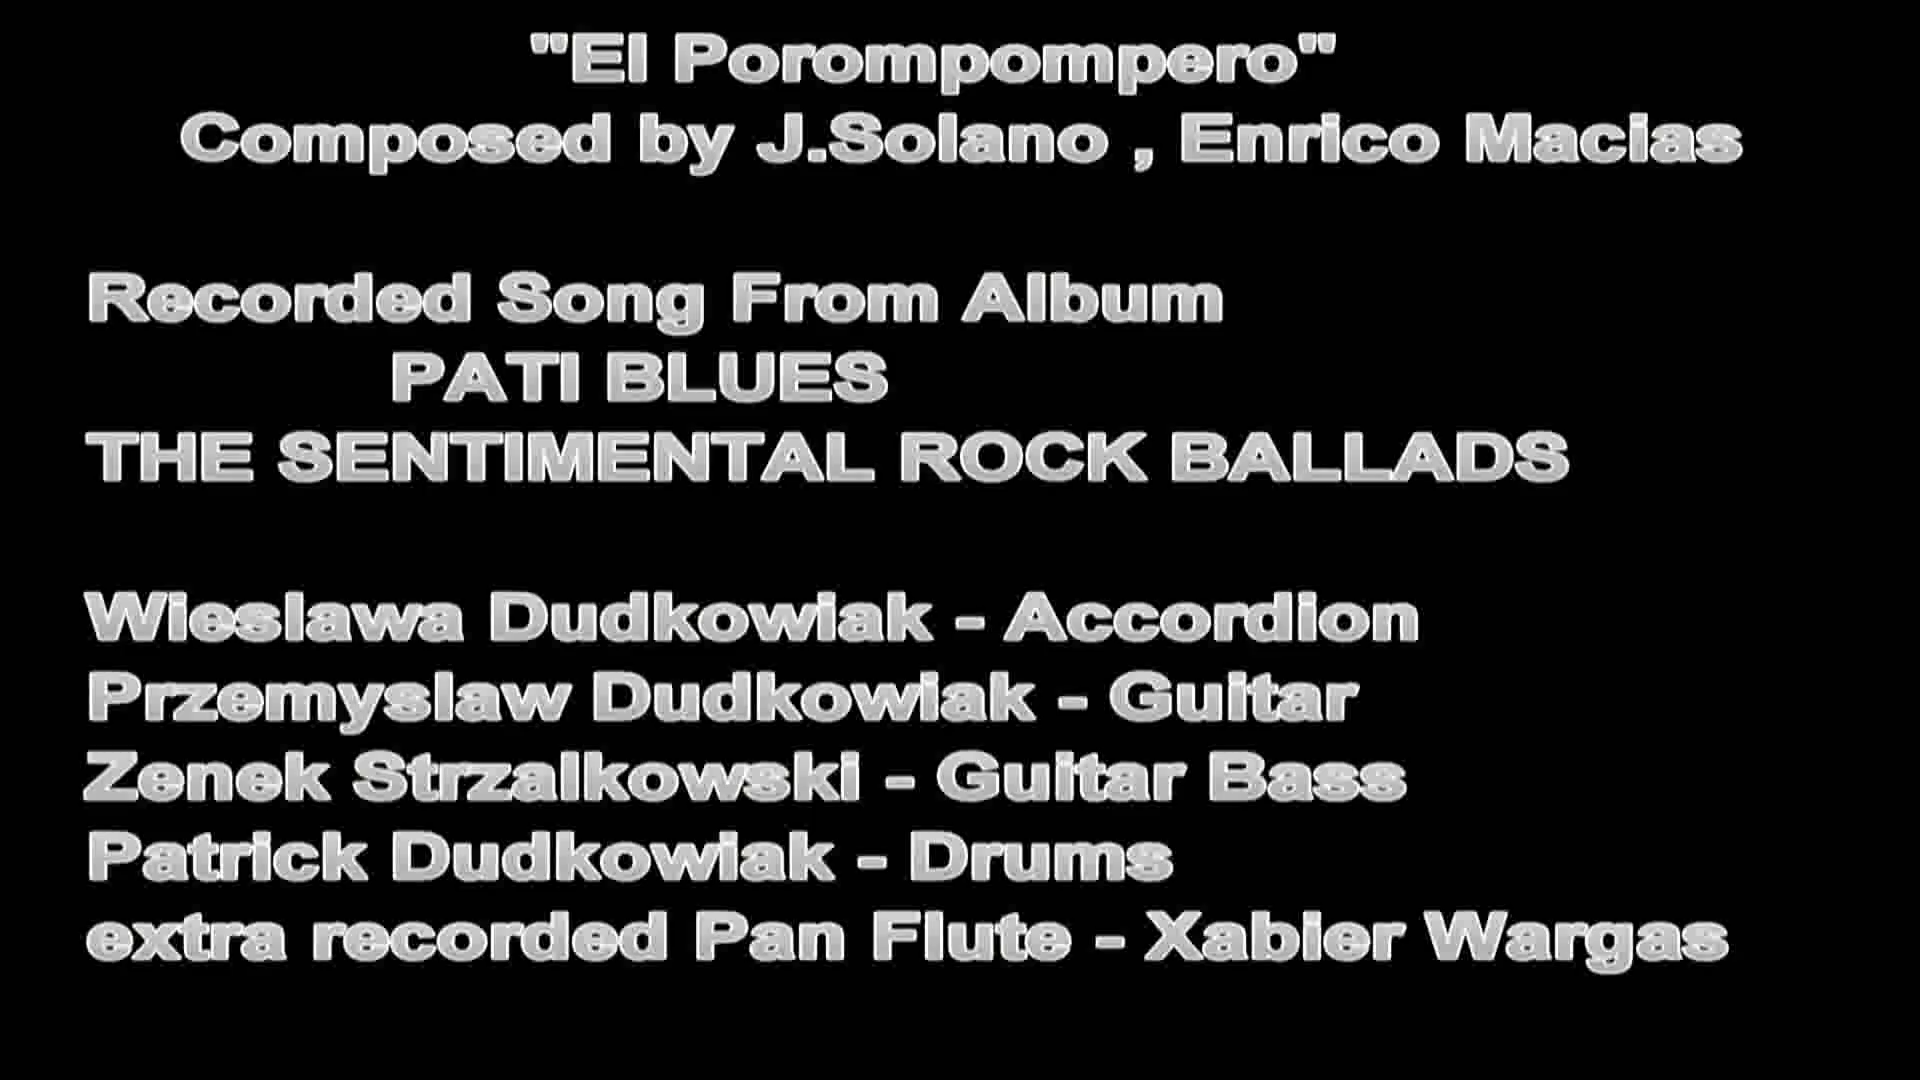 "El Porompompero"
Composed by J.Solano , Enrico Macias
Recorded Song From Album
PATI BLUES
THE SENTIMENTAL ROCK BALLADS
Wieslawa Dudkowiak - Accordion
Przemyslaw Dudkowiak - Guitar
Zenek Strzalkowski - Guitar Bass
Patrick Dudkowiak - Drums
extra recorded Pan Flute - Xabier Wargas